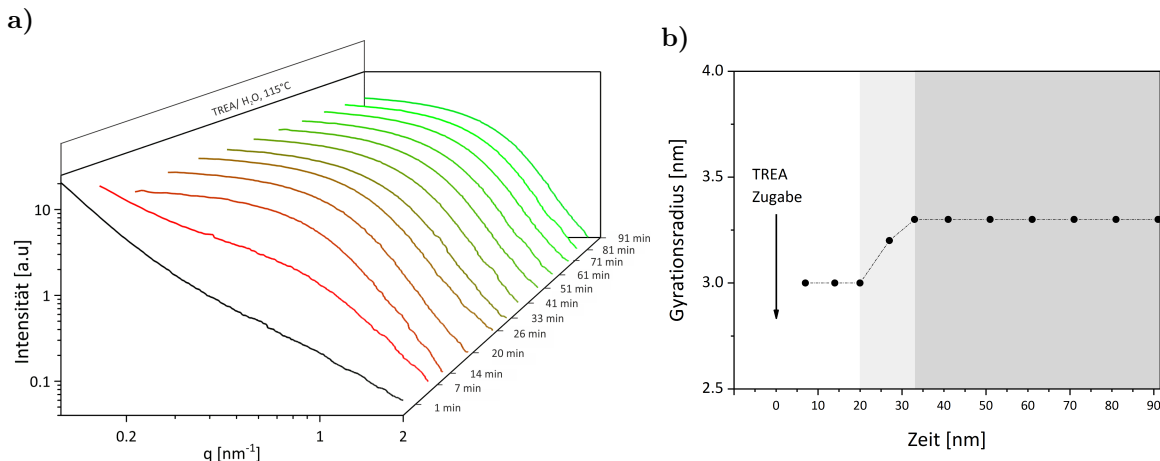 a)
TREA/ H₂O, 115°C
Intensität [a.u]
10
1
0.1
0.2
1
2
q [nm⁻¹]
1 min
7 min
14 min
20 min
26 min
33 min
41 min
51 min
61 min
71 min
81 min
91 min
b)
Gyrationsradius [nm]
4.0
3.5
3.0
2.5
TREA
Zugabe
0
10
20
30
40
50
60
70
80
90
Zeit [nm]